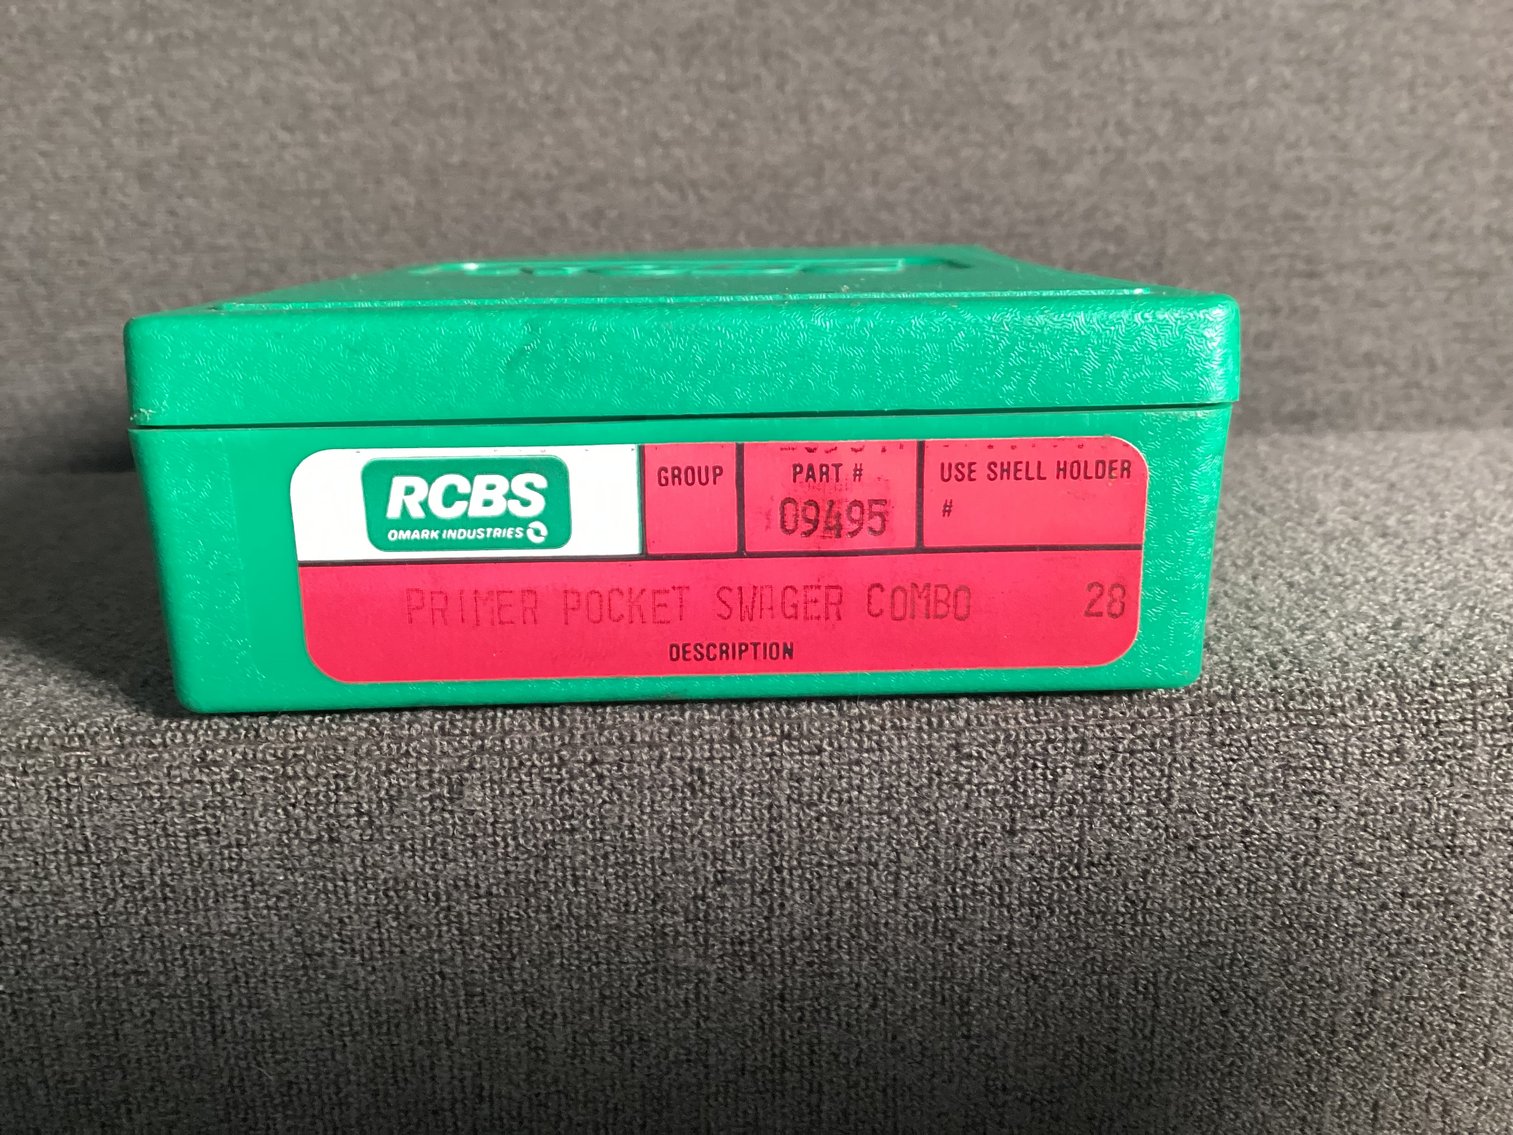 RCBS
OMARK INDUSTRIES
GROUP
PART #
09495
USE SHELL HOLDER
#
PRIMER POCKET SWAGER COMBO 28
DESCRIPTION